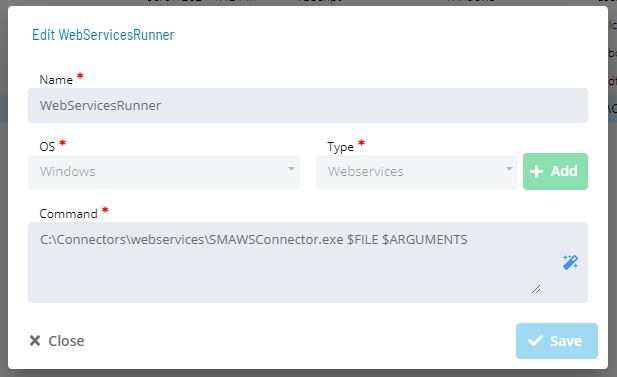 Edit WebServicesRunner
Name *
WebServicesRunner
OS *
Type *
Windows
Webservices
+ Add
Command *
C:\Connectors\webservices\SMAWSConnector.exe $FILE $ARGUMENTS
Close
Save